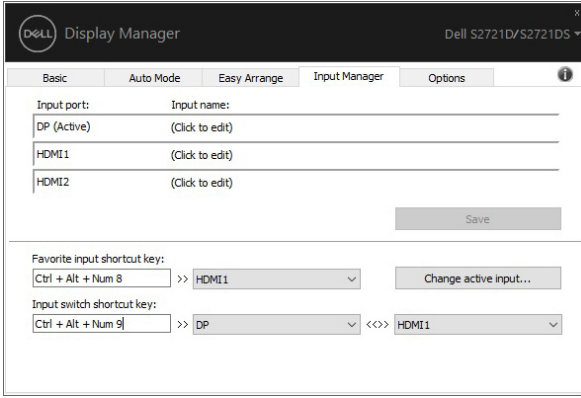 DELL Display Manager Dell S2721D/S2721DS
Basic Auto Mode Easy Arrange Input Manager Options
Input port: Input name:
DP (Active) (Click to edit)
HDMI1 (Click to edit)
HDMI2 (Click to edit)
Save
Favorite input shortcut key:
Ctrl + Alt + Num 8 >> HDMI1 Change active input...
Input switch shortcut key:
Ctrl + Alt + Num 9 >> DP <<>> HDMI1